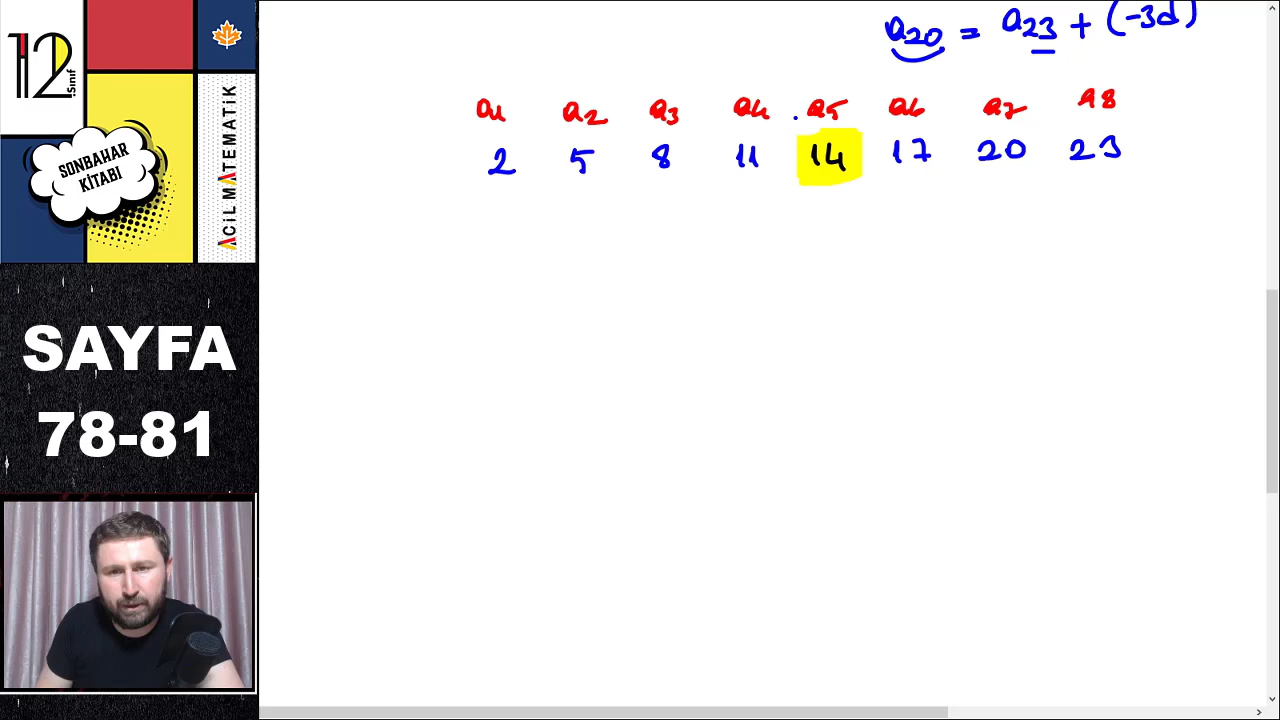 12
.Sınıf
SONBAHAR
KİTABI
ACİLMATEMATİK
SAYFA
78-81
a20 = a23 + (-3d)
a1 a2 a3 a4 a5 a6 a7 a8
2 5 8 11 14 17 20 23